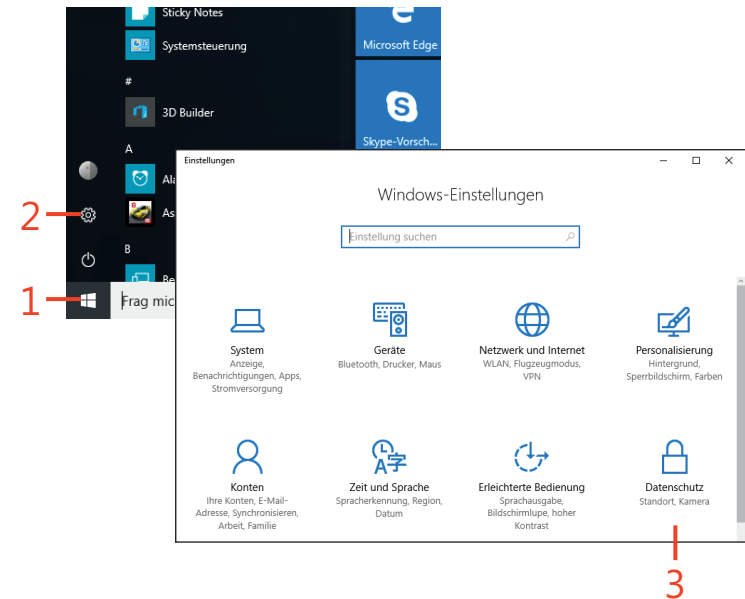 Sticky Notes
Systemsteuerung
Microsoft Edge
#
3D Builder
Skype-Vorsch...
A
Ala
As
B
Be
Frag mic
2
1
Einstellungen
Windows-Einstellungen
Einstellung suchen
System
Anzeige,
Benachrichtigungen, Apps,
Stromversorgung
Geräte
Bluetooth, Drucker, Maus
Netzwerk und Internet
WLAN, Flugzeugmodus,
VPN
Personalisierung
Hintergrund,
Sperrbildschirm, Farben
Konten
Ihre Konten, E-Mail-
Adresse, Synchronisieren,
Arbeit, Familie
Zeit und Sprache
Spracherkennung, Region,
Datum
Erleichterte Bedienung
Sprachausgabe,
Bildschirmlupe, hoher
Kontrast
Datenschutz
Standort, Kamera
3